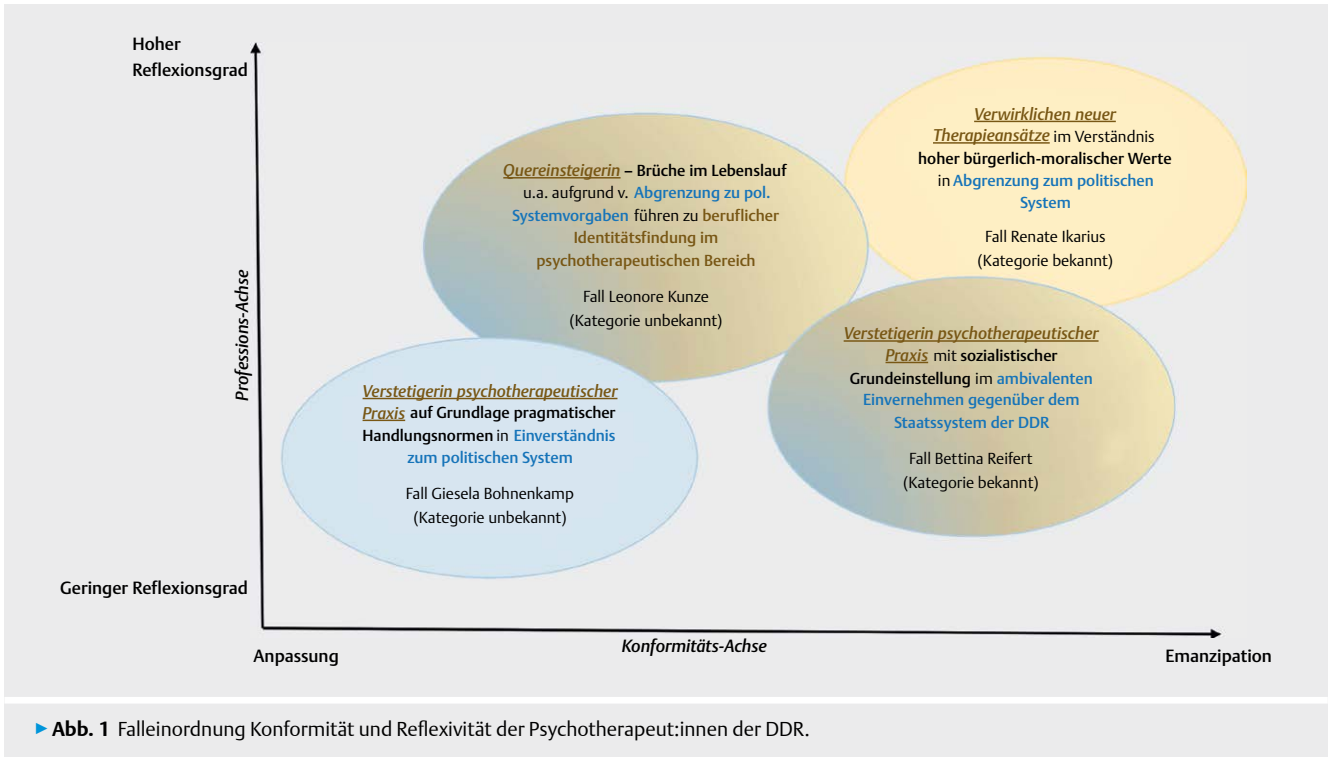 Hoher
Reflexionsgrad
Professions-Achse
Verwirklichen neuer
Therapieansätze im Verständnis
hoher bürgerlich-moralischer Werte
in Abgrenzung zum politischen
System
Fall Renate Ikarius
(Kategorie bekannt)
Quereinsteigerin – Brüche im Lebenslauf
u.a. aufgrund v. Abgrenzung zu pol.
Systemvorgaben führen zu beruflicher
Identitätsfindung im
psychotherapeutischen Bereich
Fall Leonore Kunze
(Kategorie unbekannt)
Verstetigerin psychotherapeutischer
Praxis mit sozialistischer
Grundeinstellung im ambivalenten
Einvernehmen gegenüber dem
Staatssystem der DDR
Fall Bettina Reifert
(Kategorie bekannt)
Verstetigerin psychotherapeutischer
Praxis auf Grundlage pragmatischer
Handlungsnormen in Einverständnis
zum politischen System
Fall Giesela Bohnenkamp
(Kategorie unbekannt)
Geringer Reflexionsgrad
Anpassung
Konformitäts-Achse
Emanzipation
▶ Abb. 1 Falleinordnung Konformität und Reflexivität der Psychotherapeut:innen der DDR.